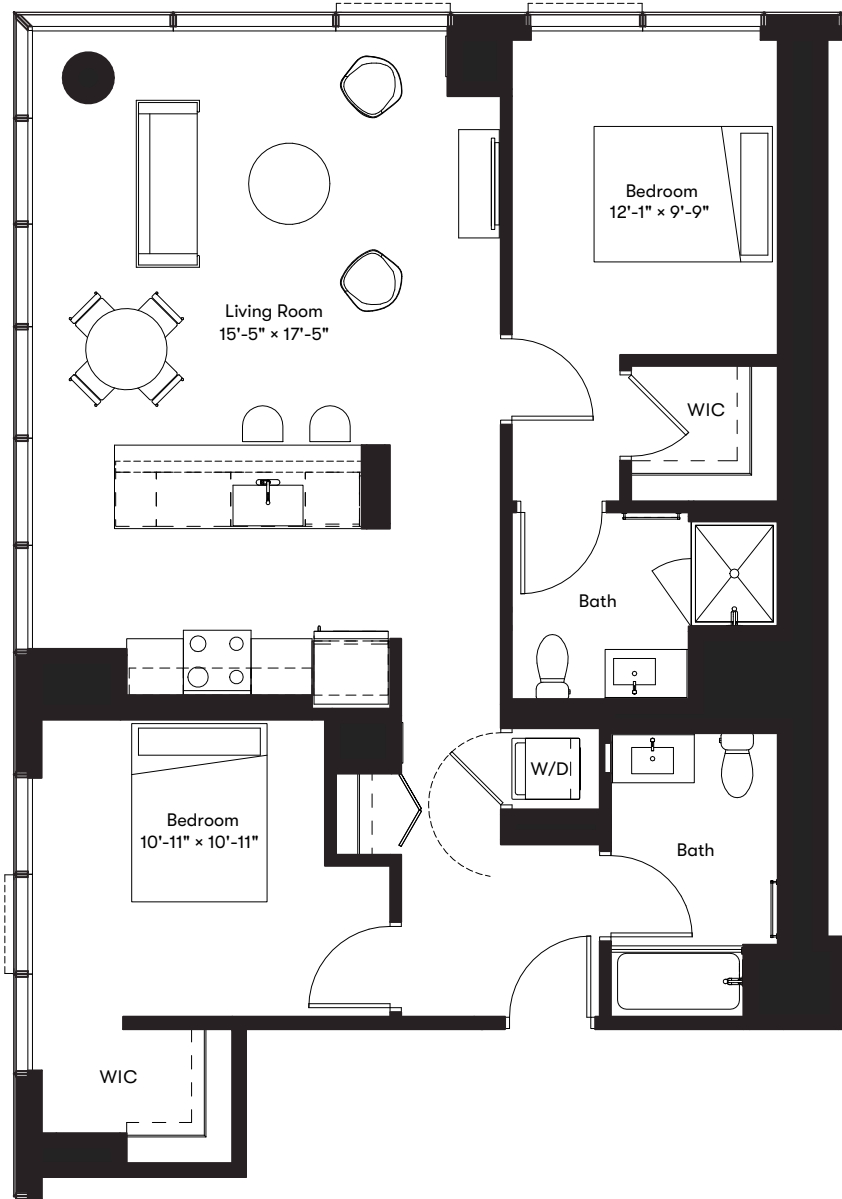 Bedroom
12'-1" × 9'-9"
Living Room
15'-5" × 17'-5"
WIC
Bath
W/D
Bedroom
10'-11" × 10'-11"
Bath
WIC